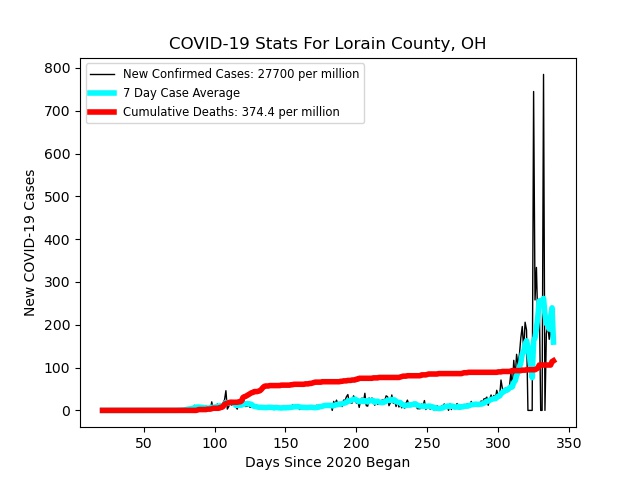 COVID-19 Stats For Lorain County, OH
New Confirmed Cases: 27700 per million
7 Day Case Average
Cumulative Deaths: 374.4 per million
New COVID-19 Cases
800
700
600
500
400
300
200
100
0
50
100
150
200
250
300
350
Days Since 2020 Began